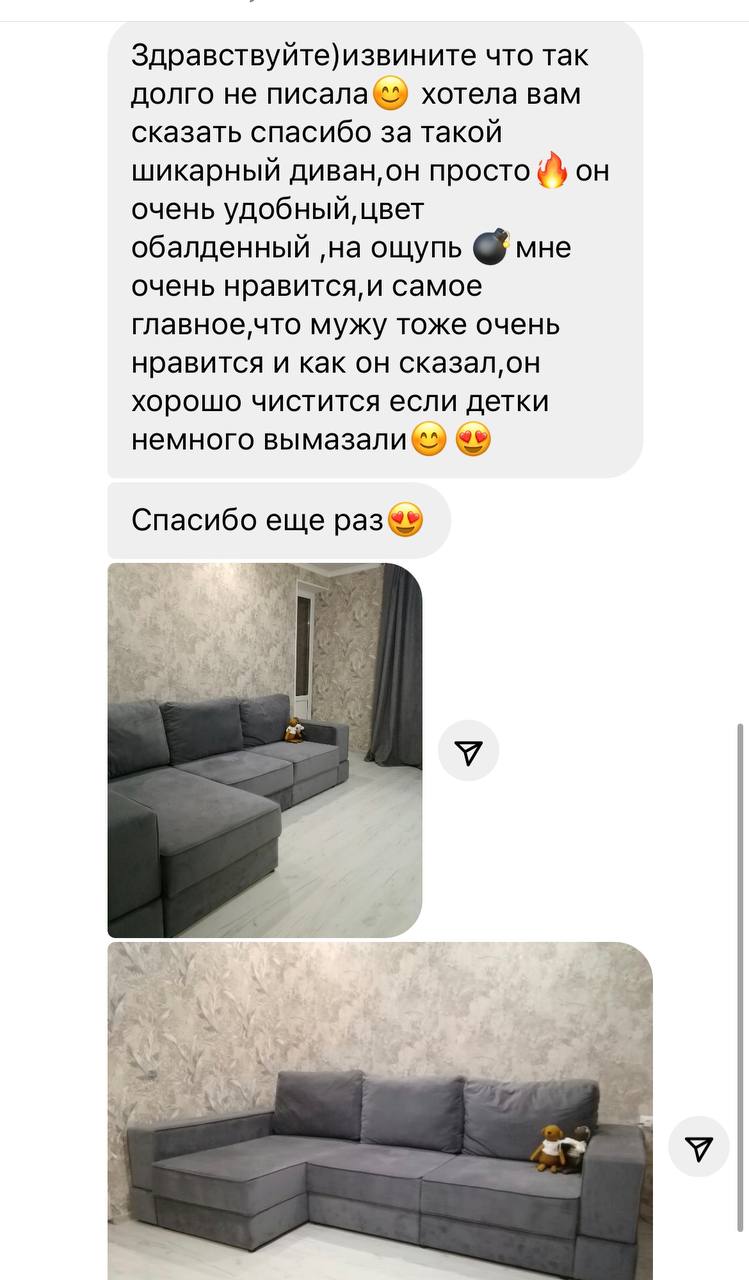 Здравствуйте)извините что так
долго не писала😊 хотела вам
сказать спасибо за такой
шикарный диван,он просто🔥он
очень удобный,цвет
обалденный ,на ощупь 💣мне
очень нравится,и самое
главное,что мужу тоже очень
нравится и как он сказал,он
хорошо чистится если детки
немного вымазали😊😍
Спасибо еще раз😍